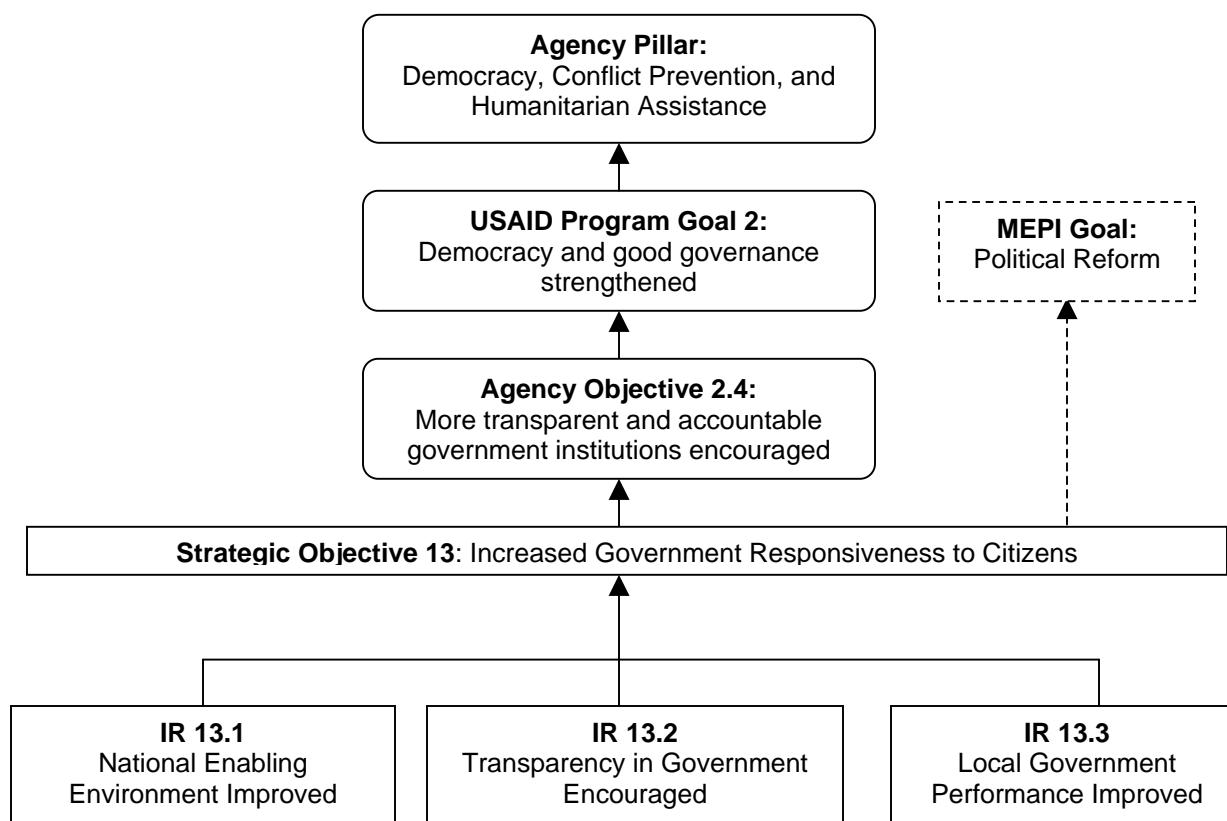 Agency Pillar:
Democracy, Conflict Prevention, and
Humanitarian Assistance
USAID Program Goal 2:
Democracy and good governance
strengthened
MEPI Goal:
Political Reform
Agency Objective 2.4:
More transparent and accountable
government institutions encouraged
Strategic Objective 13: Increased Government Responsiveness to Citizens
IR 13.1
National Enabling
Environment Improved
IR 13.2
Transparency in Government
Encouraged
IR 13.3
Local Government
Performance Improved